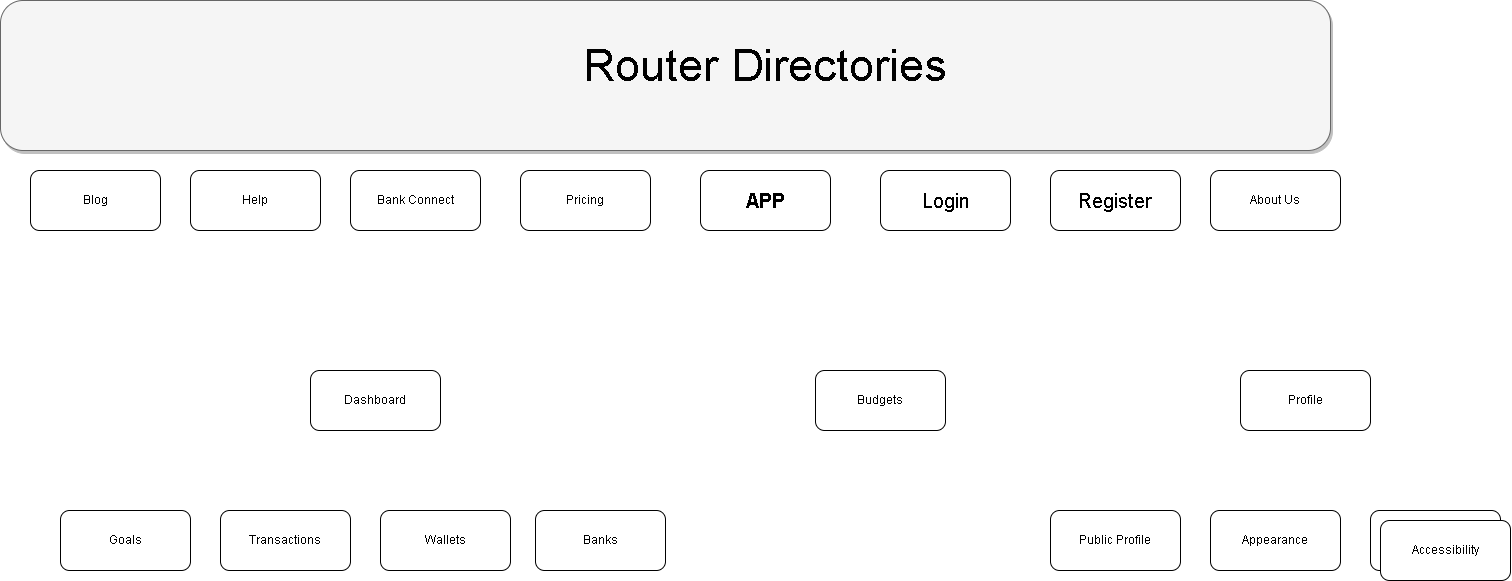 Router Directories
Blog
Help
Bank Connect
Pricing
APP
Login
Register
About Us
Dashboard
Budgets
Profile
Goals
Transactions
Wallets
Banks
Public Profile
Appearance
Accessibility